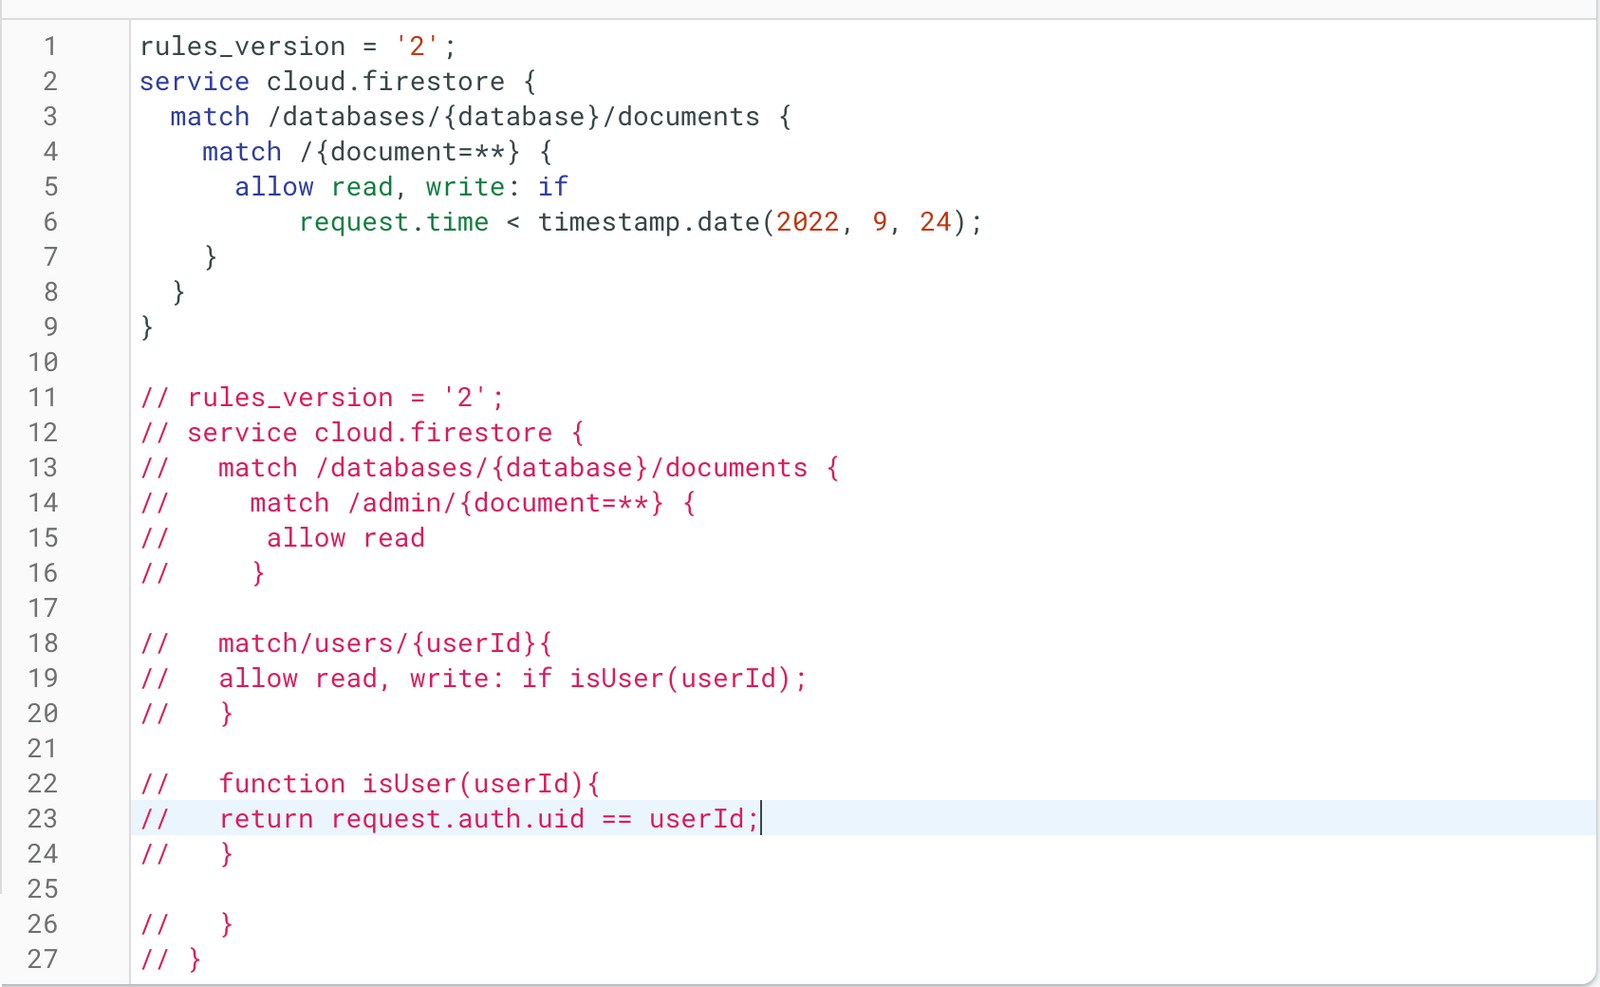 1 rules_version = '2';
2 service cloud.firestore {
3   match /databases/{database}/documents {
4     match /{document=**} {
5       allow read, write: if
6           request.time < timestamp.date(2022, 9, 24);
7     }
8   }
9 }
10
11 // rules_version = '2';
12 // service cloud.firestore {
13 //   match /databases/{database}/documents {
14 //     match /admin/{document=**} {
15 //      allow read
16 //     }
17
18 //   match/users/{userId}{
19 //   allow read, write: if isUser(userId);
20 //   }
21
22 //   function isUser(userId){
23 //   return request.auth.uid == userId;
24 //   }
25
26 //   }
27 // }